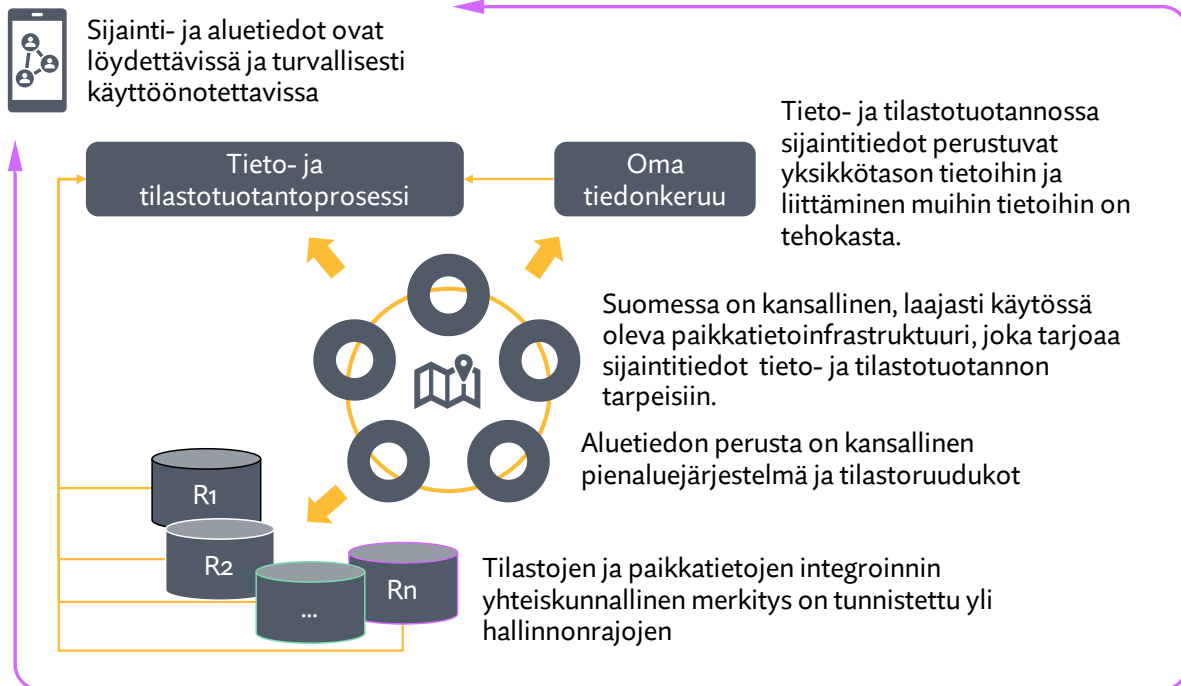 Sijainti- ja aluetiedot ovat
löydettävissä ja turvallisesti
käyttöönotettavissa
Tieto- ja
tilastotuotantoprosessi
Oma
tiedonkeruu
Tieto- ja tilastotuotannossa
sijaintitiedot perustuvat
yksikkötason tietoihin ja
liittäminen muihin tietoihin on
tehokasta.
Suomessa on kansallinen, laajasti käytössä
oleva paikkatietoinfrastruktuuri, joka tarjoaa
sijaintitiedot tieto- ja tilastotuotannon
tarpeisiin.
Aluetiedon perusta on kansallinen
pienaluejärjestelmä ja tilastoruudukot
R1
R2
...
Rn
Tilastojen ja paikkatietojen integroinnin
yhteiskunnallinen merkitys on tunnistettu yli
hallinnonrajojen